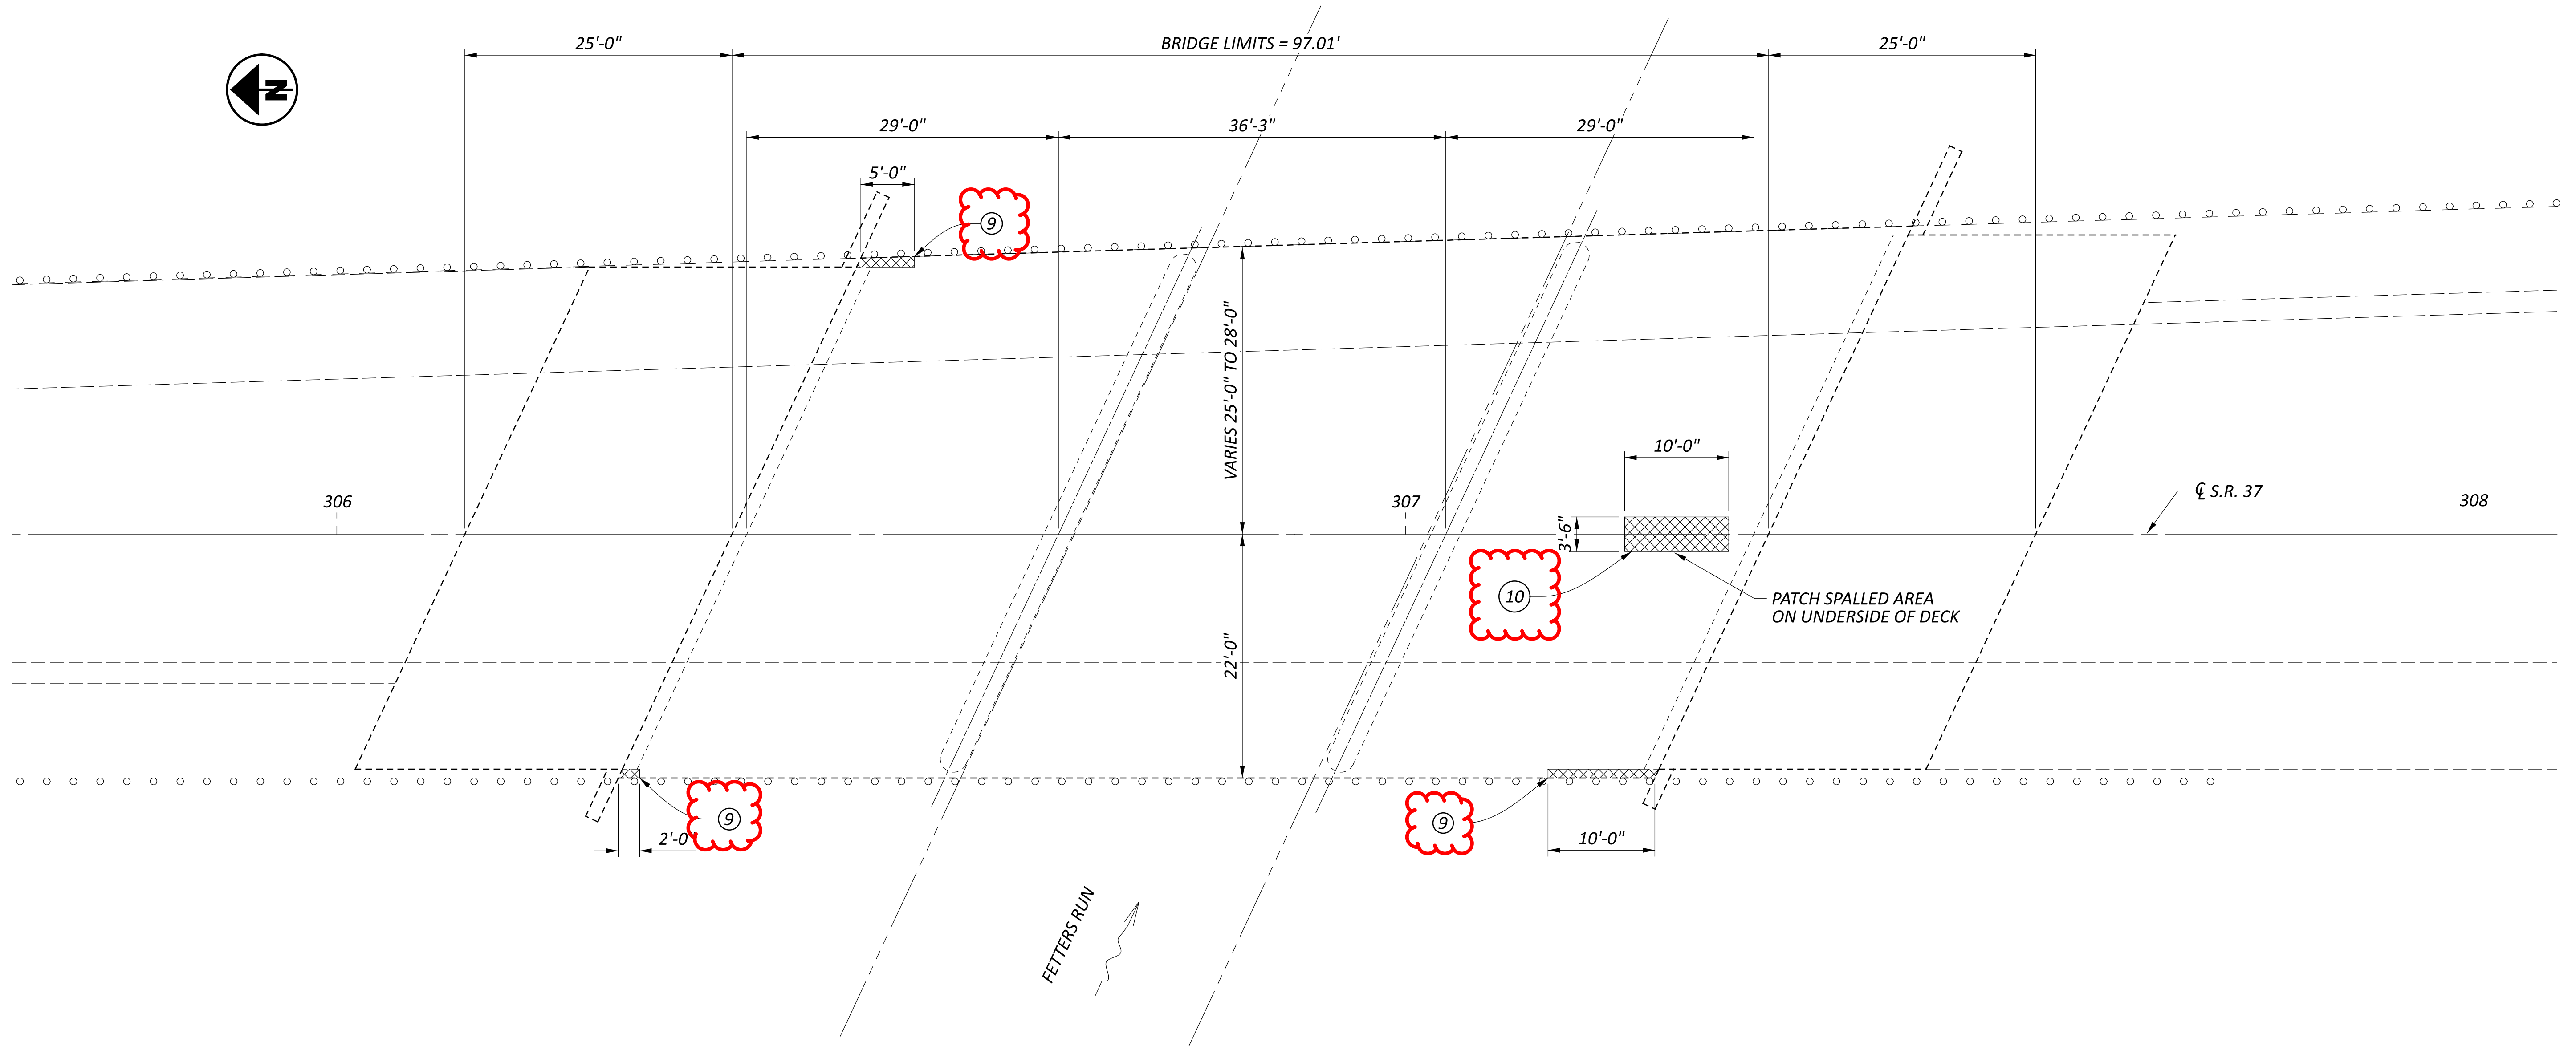 25'-0" BRIDGE LIMITS = 97.01' 25'-0"
N
29'-0" 36'-3" 29'-0"
5'-0"
9
VARIES 25'-0" TO 28'-0"
10'-0"
306 307 ℄ S.R. 37 308
3'-6"
10
PATCH SPALLED AREA
ON UNDERSIDE OF DECK
22'-0"
9 9
2'-0" 10'-0"
FETTERS RUN